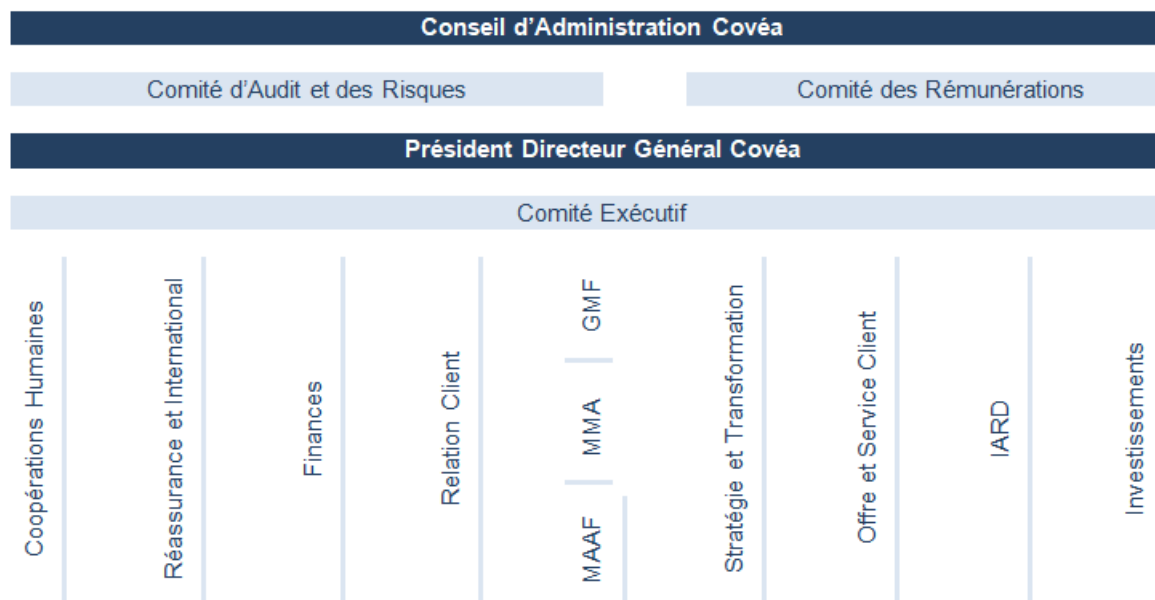 Conseil d'Administration Covéa
Comité d'Audit et des Risques
Comité des Rémunérations
Président Directeur Général Covéa
Comité Exécutif
Coopérations Humaines
Réassurance et International
Finances
Relation Client
GMF
MMA
MAAF
Stratégie et Transformation
Offre et Service Client
IARD
Investissements